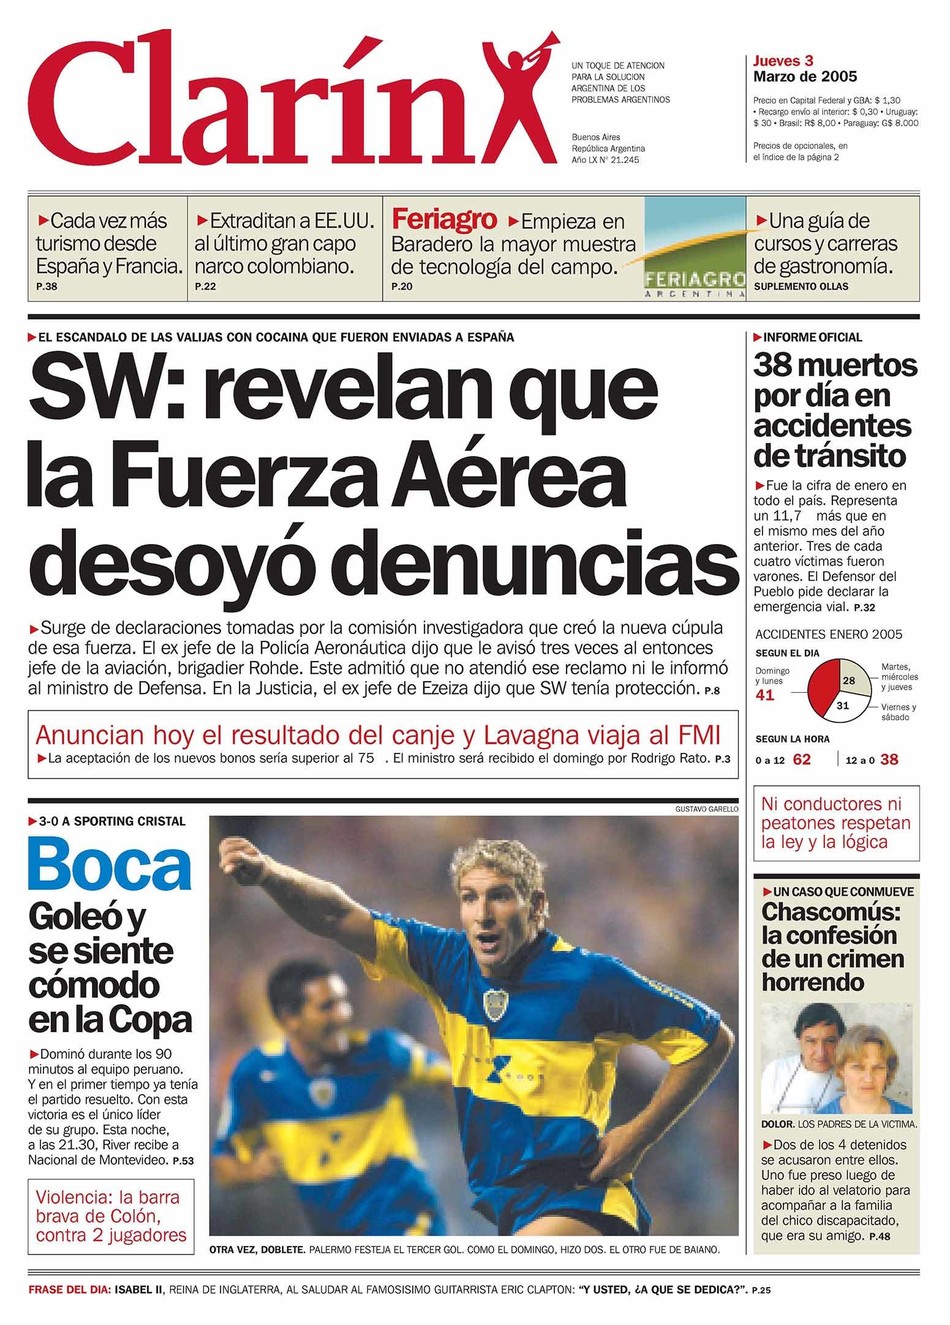 Clarín
UN TOQUE DE ATENCION
PARA LA SOLUCION
ARGENTINA DE LOS
PROBLEMAS ARGENTINOS
Buenos Aires
República Argentina
Año LX N° 21.245
Jueves 3
Marzo de 2005
Precio en Capital Federal y GBA: $ 1,30
• Recargo envío al interior: $ 0,30 • Uruguay:
$ 30 • Brasil: R$ 8,00 • Paraguay: G$ 8.000
Precios de opcionales, en
el índice de la página 2
►Cada vez más
turismo desde
España y Francia.
P.38
►Extraditan a EE.UU.
al último gran capo
narco colombiano.
P.22
Feriagro ►Empieza en
Baradero la mayor muestra
de tecnología del campo.
P.20
FERIAGRO
ARGENTINA
►Una guía de
cursos y carreras
de gastronomía.
SUPLEMENTO OLLAS
►EL ESCANDALO DE LAS VALIJAS CON COCAINA QUE FUERON ENVIADAS A ESPAÑA
SW: revelan que
la Fuerza Aérea
desoyó denuncias
►Surge de declaraciones tomadas por la comisión investigadora que creó la nueva cúpula
de esa fuerza. El ex jefe de la Policía Aeronáutica dijo que le avisó tres veces al entonces
jefe de la aviación, brigadier Rohde. Este admitió que no atendió ese reclamo ni le informó
al ministro de Defensa. En la Justicia, el ex jefe de Ezeiza dijo que SW tenía protección. P.8
Anuncian hoy el resultado del canje y Lavagna viaja al FMI
►La aceptación de los nuevos bonos sería superior al 75 . El ministro será recibido el domingo por Rodrigo Rato. P.3
►INFORME OFICIAL
38 muertos
por día en
accidentes
de tránsito
►Fue la cifra de enero en
todo el país. Representa
un 11,7 más que en
el mismo mes del año
anterior. Tres de cada
cuatro víctimas fueron
varones. El Defensor del
Pueblo pide declarar la
emergencia vial. P.32
ACCIDENTES ENERO 2005
SEGUN EL DIA
Domingo
y lunes
41
28
31
Martes,
miércoles
y jueves
Viernes y
sábado
SEGUN LA HORA
0 a 12 62 12 a 0 38
Ni conductores ni
peatones respetan
la ley y la lógica
►3-0 A SPORTING CRISTAL
Boca
Goleó y
se siente
cómodo
en la Copa
►Dominó durante los 90
minutos al equipo peruano.
Y en el primer tiempo ya tenía
el partido resuelto. Con esta
victoria es el único líder
de su grupo. Esta noche,
a las 21.30, River recibe a
Nacional de Montevideo. P.53
Violencia: la barra
brava de Colón,
contra 2 jugadores
GUSTAVO GARELLO
OTRA VEZ, DOBLETE. PALERMO FESTEJA EL TERCER GOL. COMO EL DOMINGO, HIZO DOS. EL OTRO FUE DE BAIANO.
►UN CASO QUE CONMUEVE
Chascomús:
la confesión
de un crimen
horrendo
DOLOR. LOS PADRES DE LA VICTIMA.
►Dos de los 4 detenidos
se acusaron entre ellos.
Uno fue preso luego de
haber ido al velatorio para
acompañar a la familia
del chico discapacitado,
que era su amigo. P.48
FRASE DEL DIA: ISABEL II, REINA DE INGLATERRA, AL SALUDAR AL FAMOSISIMO GUITARRISTA ERIC CLAPTON: “Y USTED, ¿A QUE SE DEDICA?”. P.25